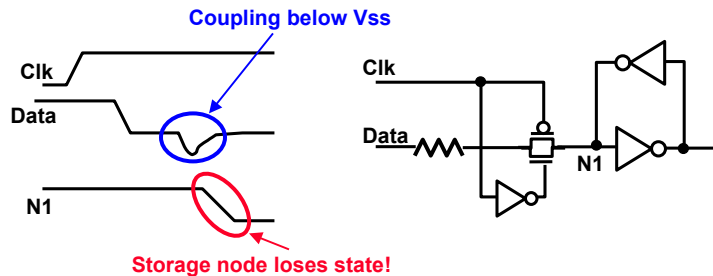 Coupling below Vss
Clk
Data
N1
Storage node loses state!
Clk
Data
N1